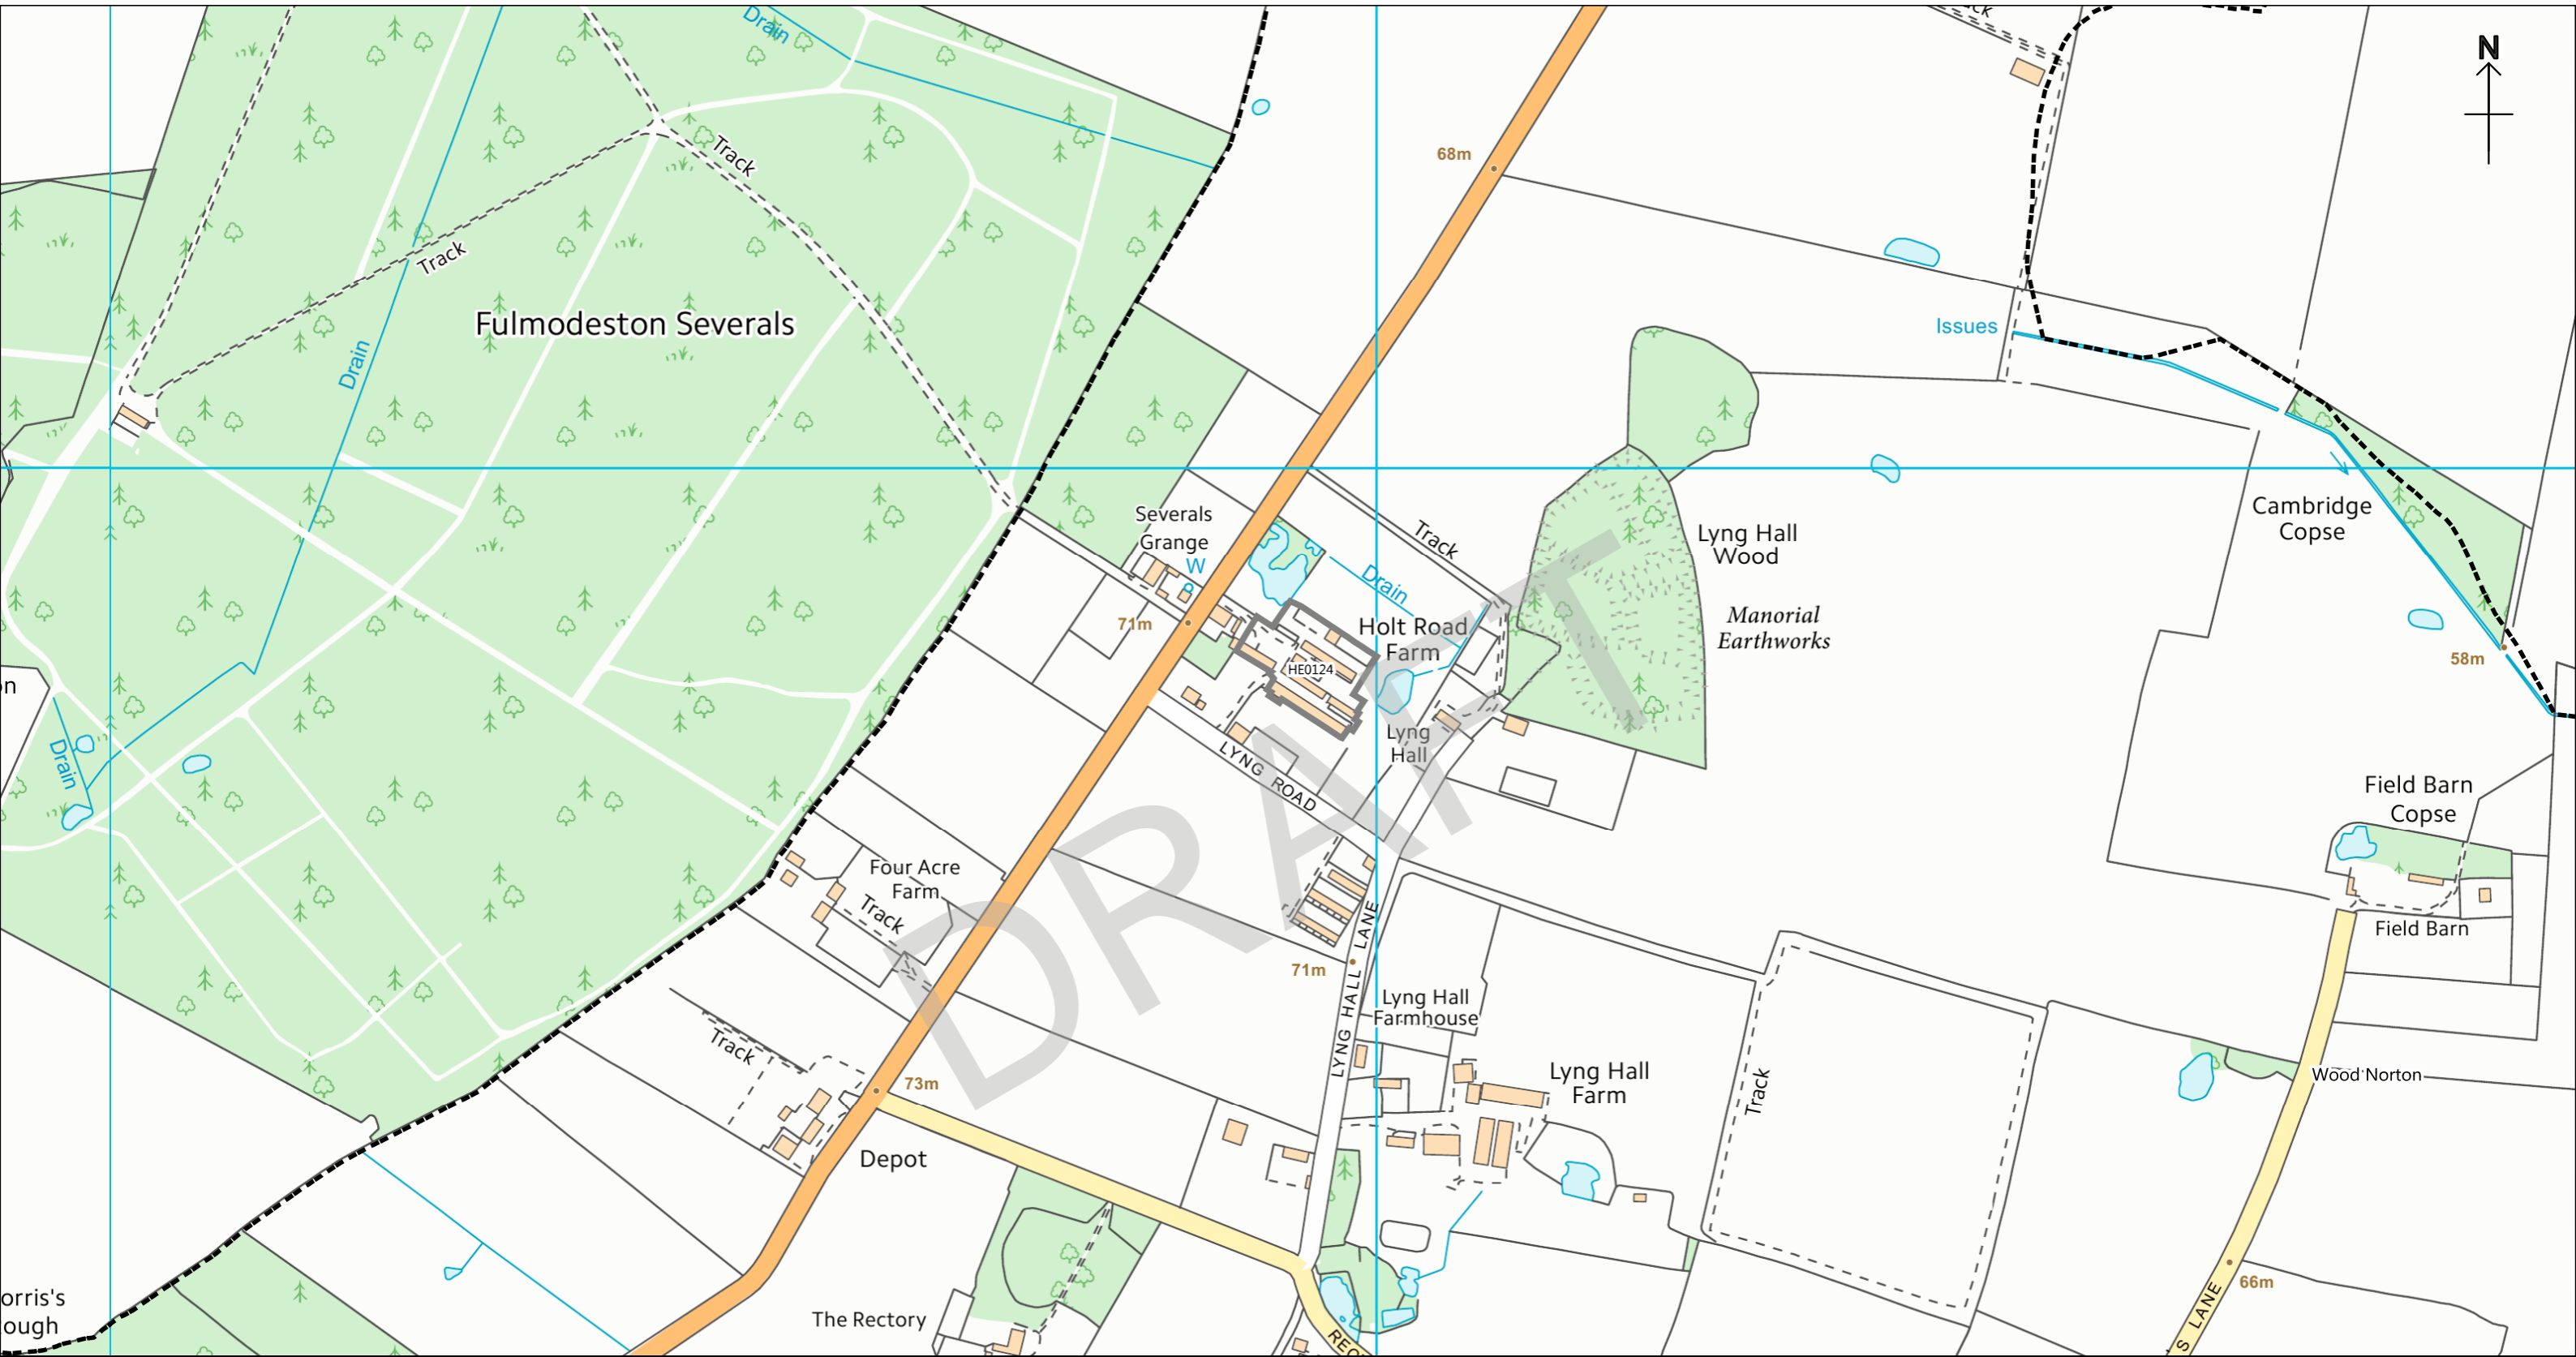 Drain
ck
N
68m
Track
Track
Fulmodeston Severals
Issues
Drain
Severals
Grange
W
Track
Lyng Hall
Wood
Cambridge
Copse
Drain
71m
Holt Road
Farm
Manorial
Earthworks
HE0124
58m
n
Lyng
Hall
Drain
LYNG ROAD
Field Barn
Copse
Four Acre
Farm
Track
DRAFT
Field Barn
71m
LYNG HALL LANE
Lyng Hall
Farmhouse
Track
73m
Lyng Hall
Farm
Track
Wood Norton
Depot
66m
orris's
ough
The Rectory
S LANE